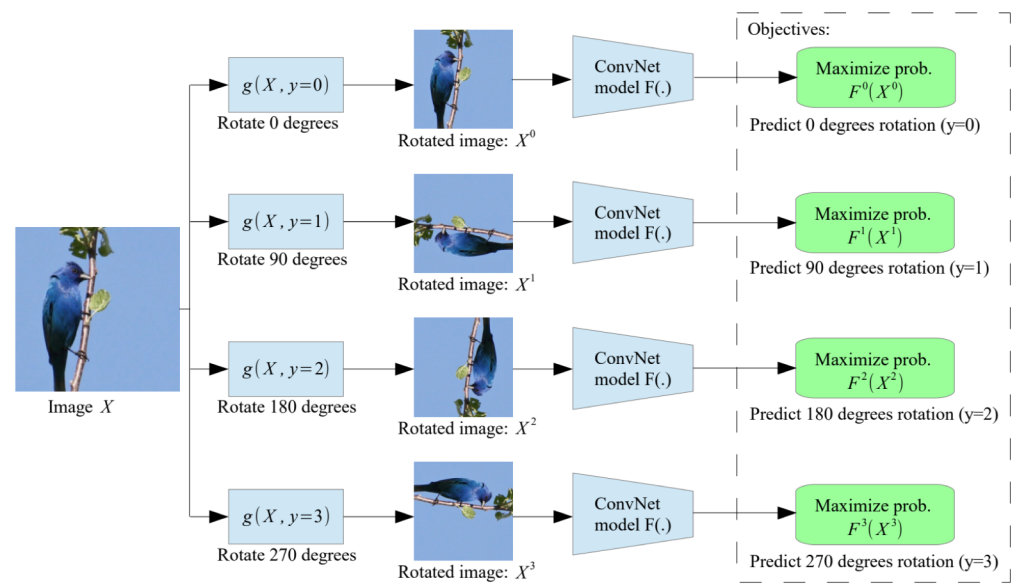 Objectives:
g(X, y=0)
Rotate 0 degrees
Rotated image: X⁰
ConvNet
model F(.)
Maximize prob.
F⁰(X⁰)
Predict 0 degrees rotation (y=0)
g(X, y=1)
Rotate 90 degrees
Rotated image: X¹
ConvNet
model F(.)
Maximize prob.
F¹(X¹)
Predict 90 degrees rotation (y=1)
Image X
g(X, y=2)
Rotate 180 degrees
Rotated image: X²
ConvNet
model F(.)
Maximize prob.
F²(X²)
Predict 180 degrees rotation (y=2)
g(X, y=3)
Rotate 270 degrees
Rotated image: X³
ConvNet
model F(.)
Maximize prob.
F³(X³)
Predict 270 degrees rotation (y=3)